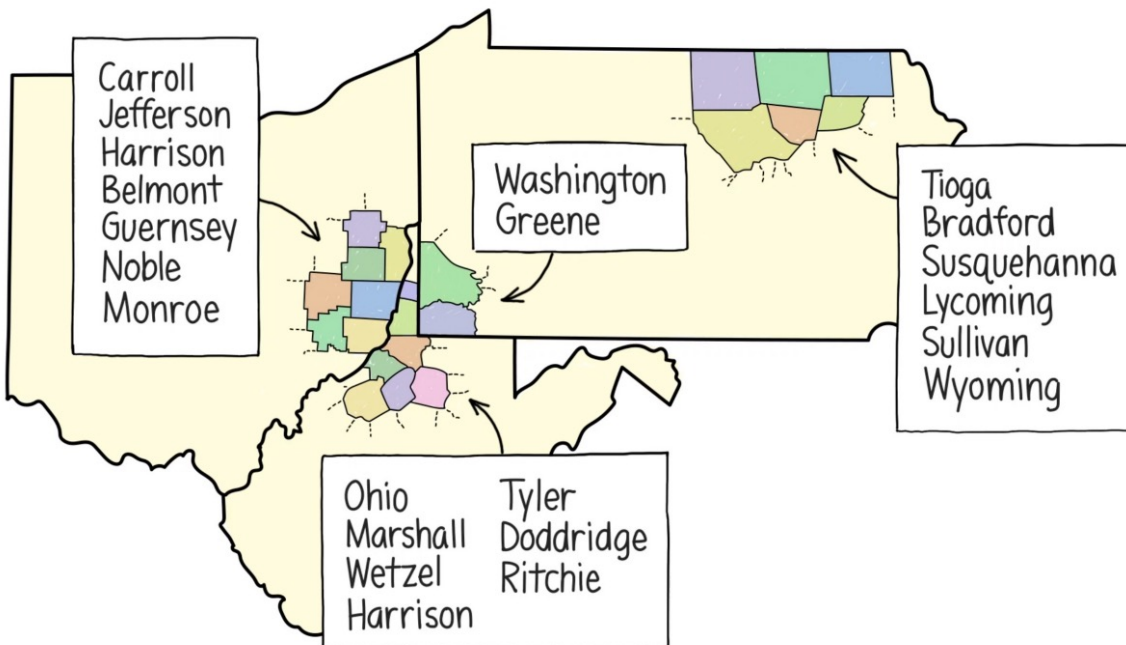 Carroll
Jefferson
Harrison
Belmont
Guernsey
Noble
Monroe
Washington
Greene
Tioga
Bradford
Susquehanna
Lycoming
Sullivan
Wyoming
Ohio
Marshall
Wetzel
Harrison
Tyler
Doddridge
Ritchie